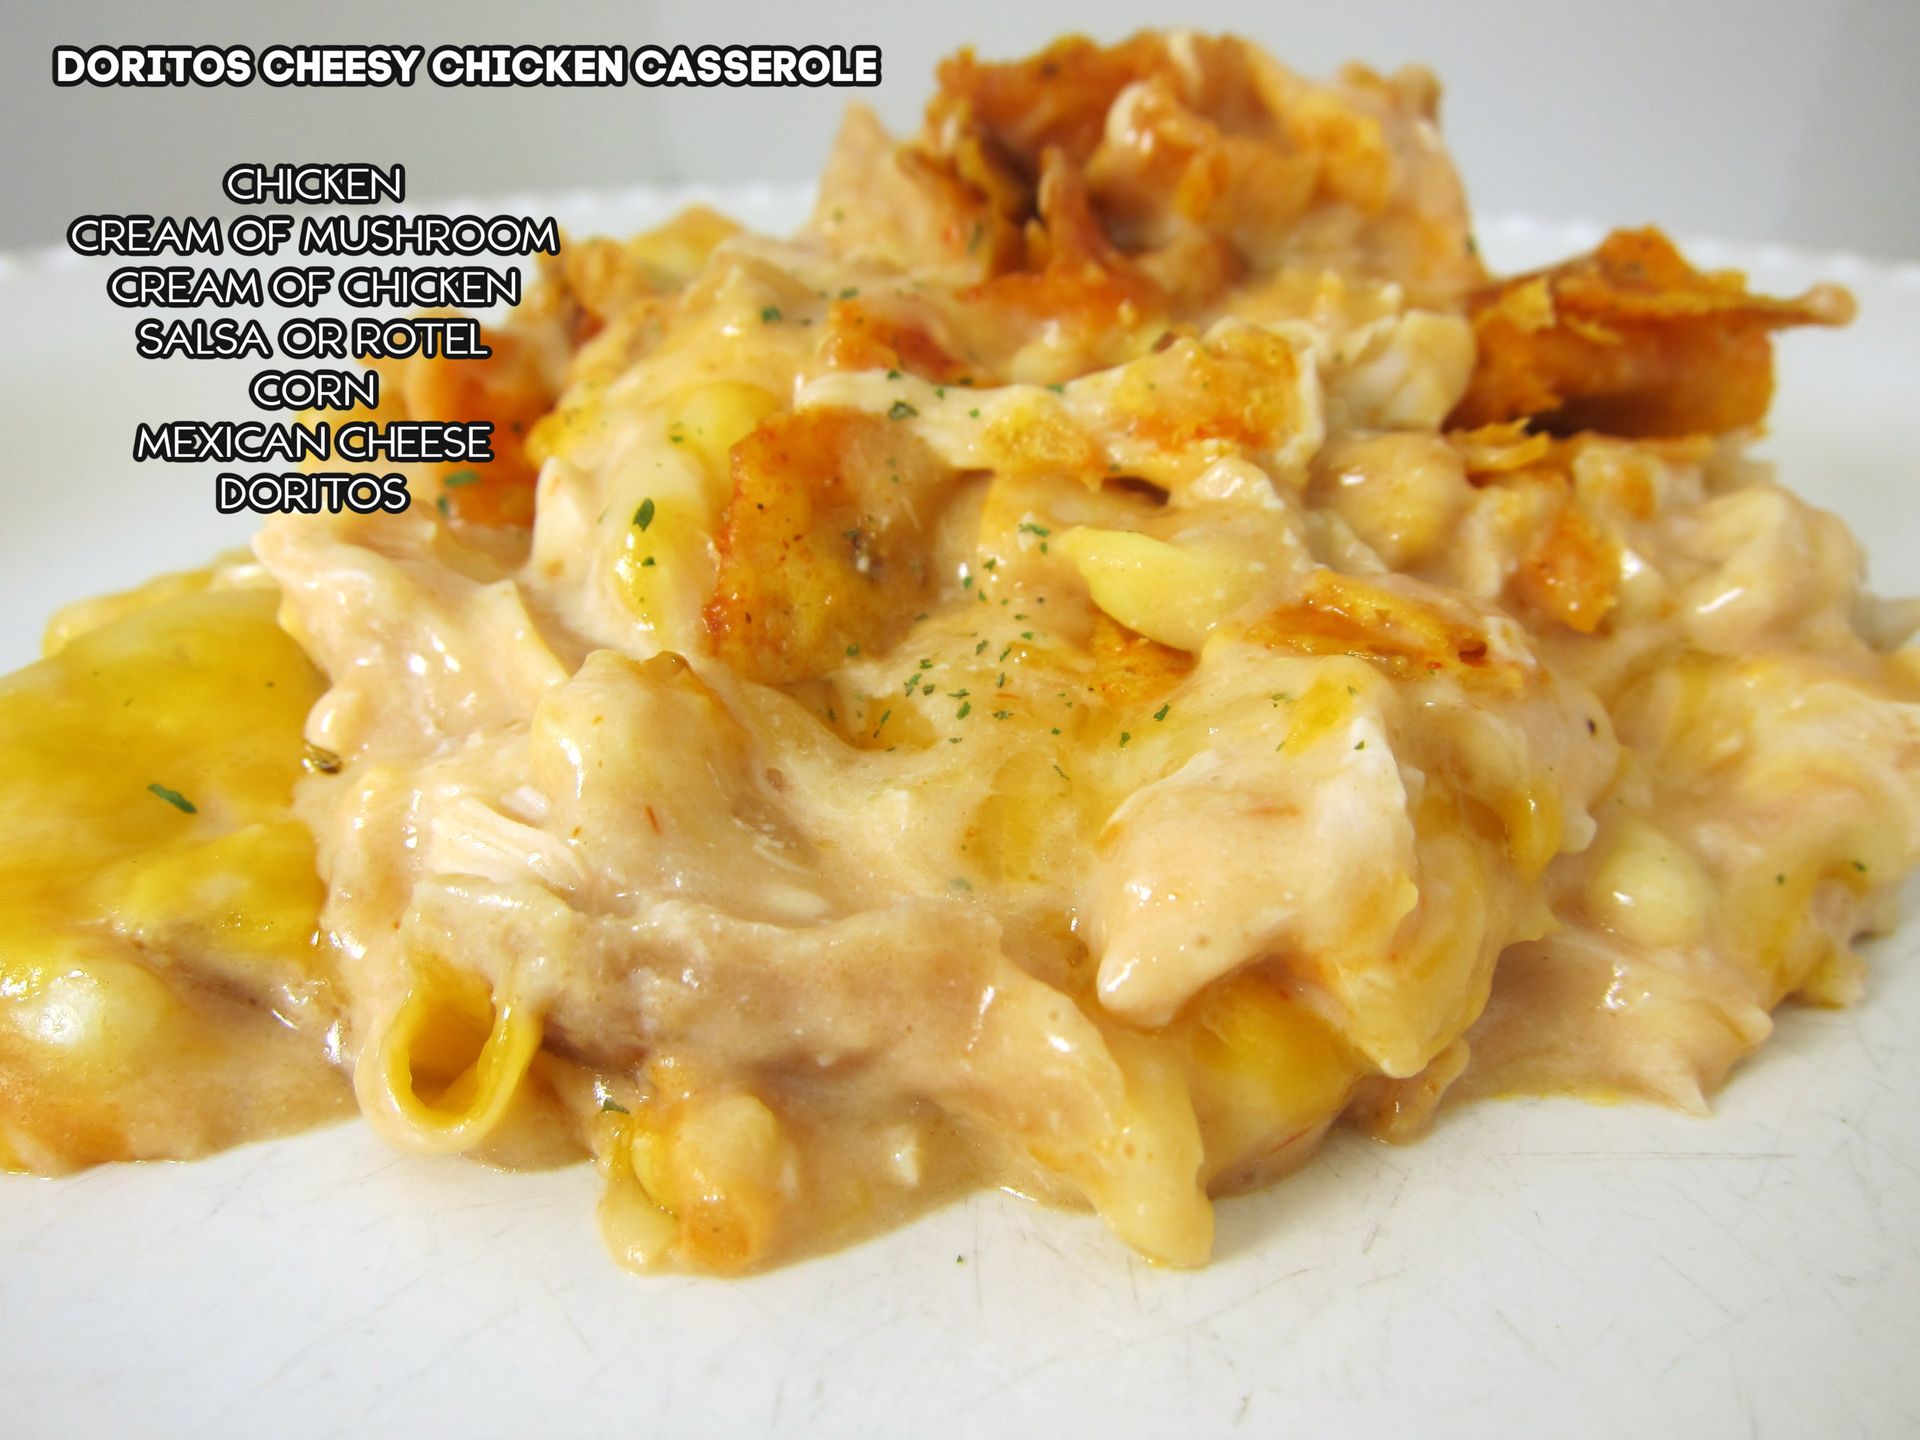 DORITOS CHEESY CHICKEN CASSEROLE
CHICKEN
CREAM OF MUSHROOM
CREAM OF CHICKEN
SALSA OR ROTEL
CORN
MEXICAN CHEESE
DORITOS